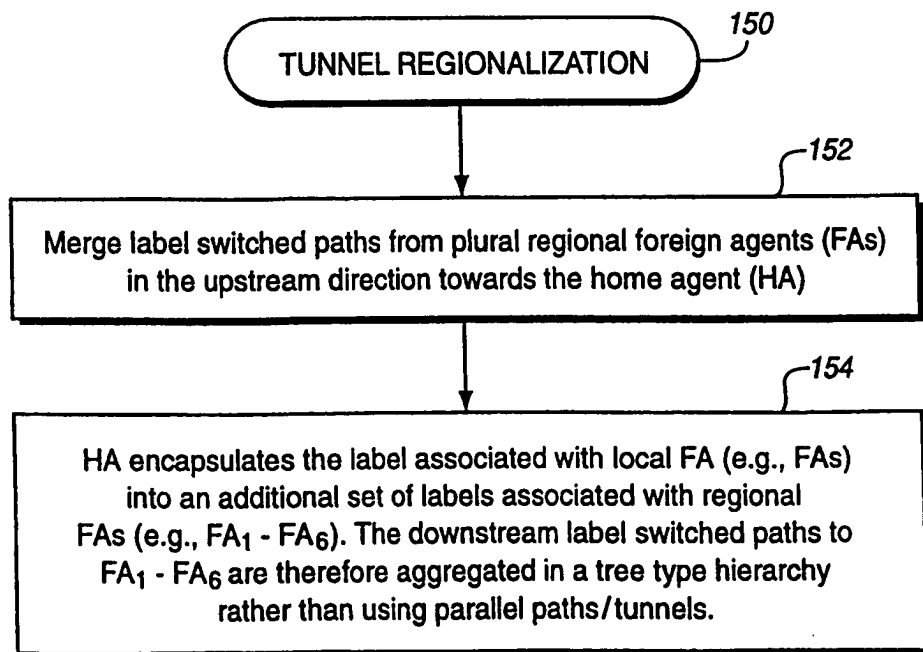 150
TUNNEL REGIONALIZATION
152
Merge label switched paths from plural regional foreign agents (FAs)
in the upstream direction towards the home agent (HA)
154
HA encapsulates the label associated with local FA (e.g., FAs)
into an additional set of labels associated with regional
FAs (e.g., FA₁ - FA₆). The downstream label switched paths to
FA₁ - FA₆ are therefore aggregated in a tree type hierarchy
rather than using parallel paths/tunnels.